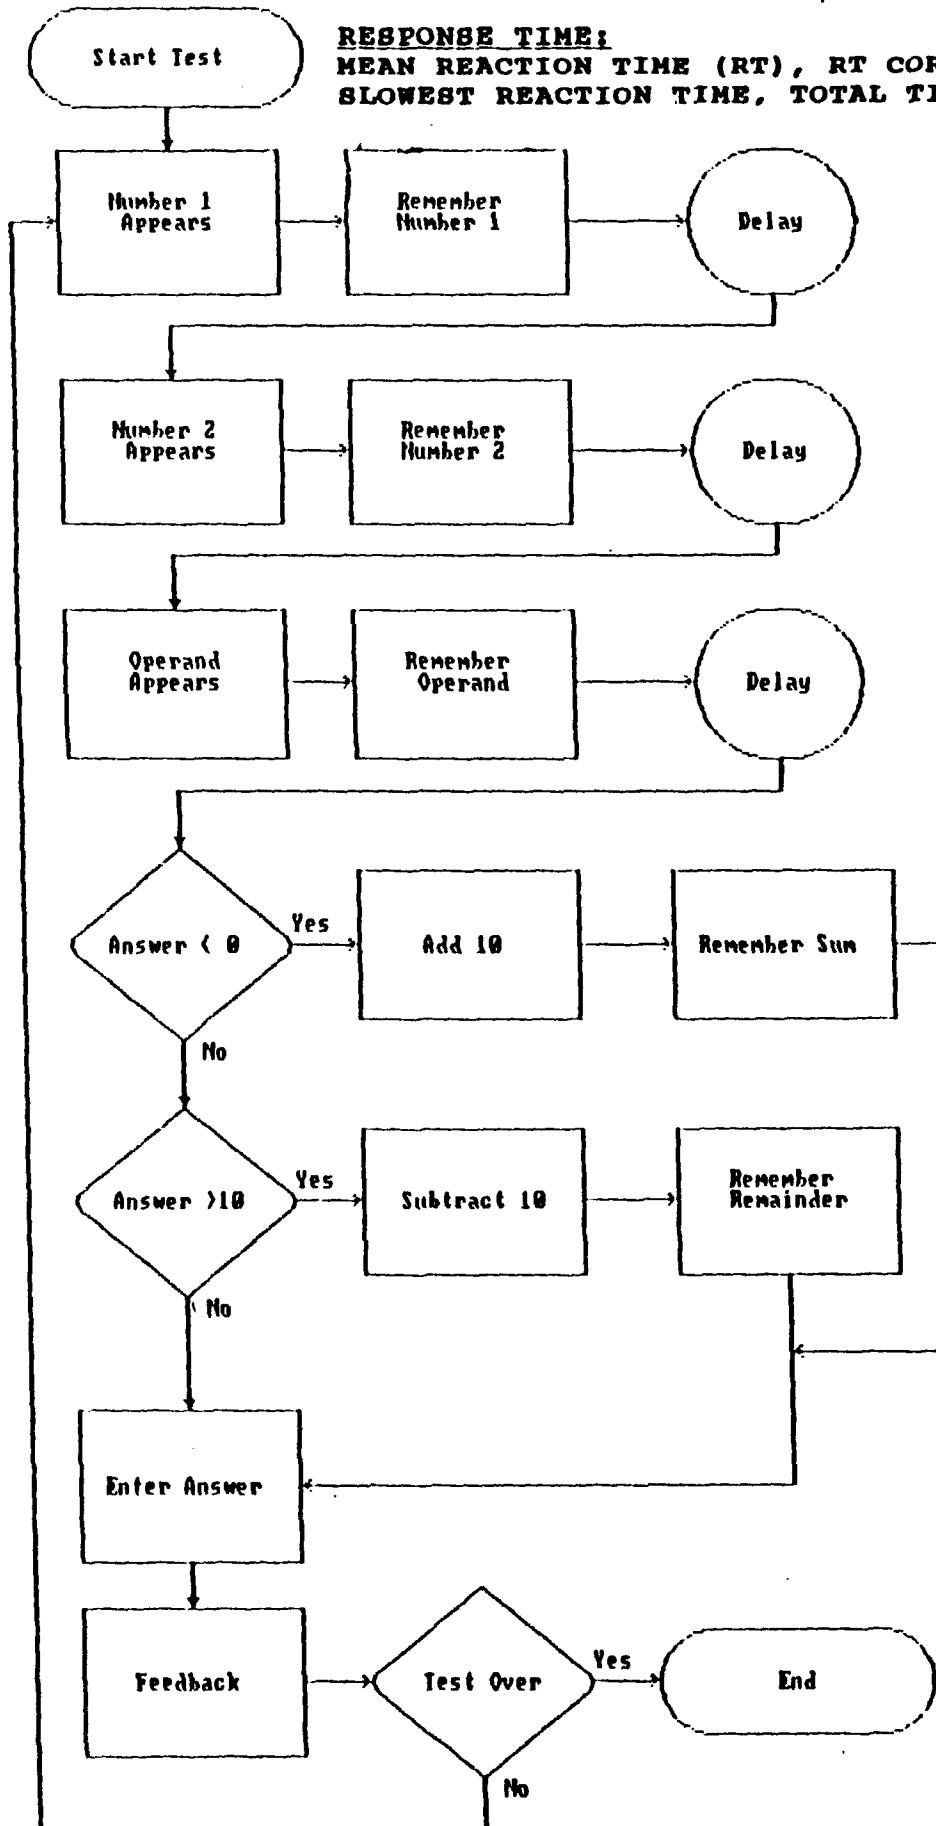 Start Test
RESPONSE TIME:
MEAN REACTION TIME (RT), RT COR
SLOWEST REACTION TIME, TOTAL TI
Number 1
Appears
Remember
Number 1
Delay
Number 2
Appears
Remember
Number 2
Delay
Operand
Appears
Remember
Operand
Delay
Answer < 0
Yes
Add 10
Remember Sum
No
Answer >10
Yes
Subtract 10
Remember
Remainder
No
Enter Answer
Feedback
Test Over
Yes
End
No